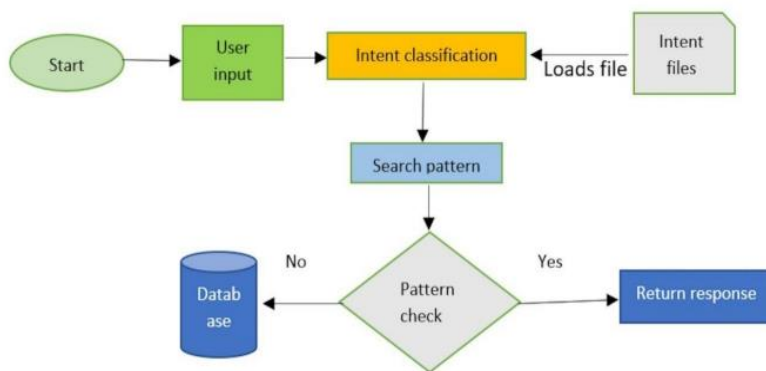 Start
User
input
Intent classification
Loads file
Intent
files
Search pattern
No
Yes
Datab
ase
Pattern
check
Return response